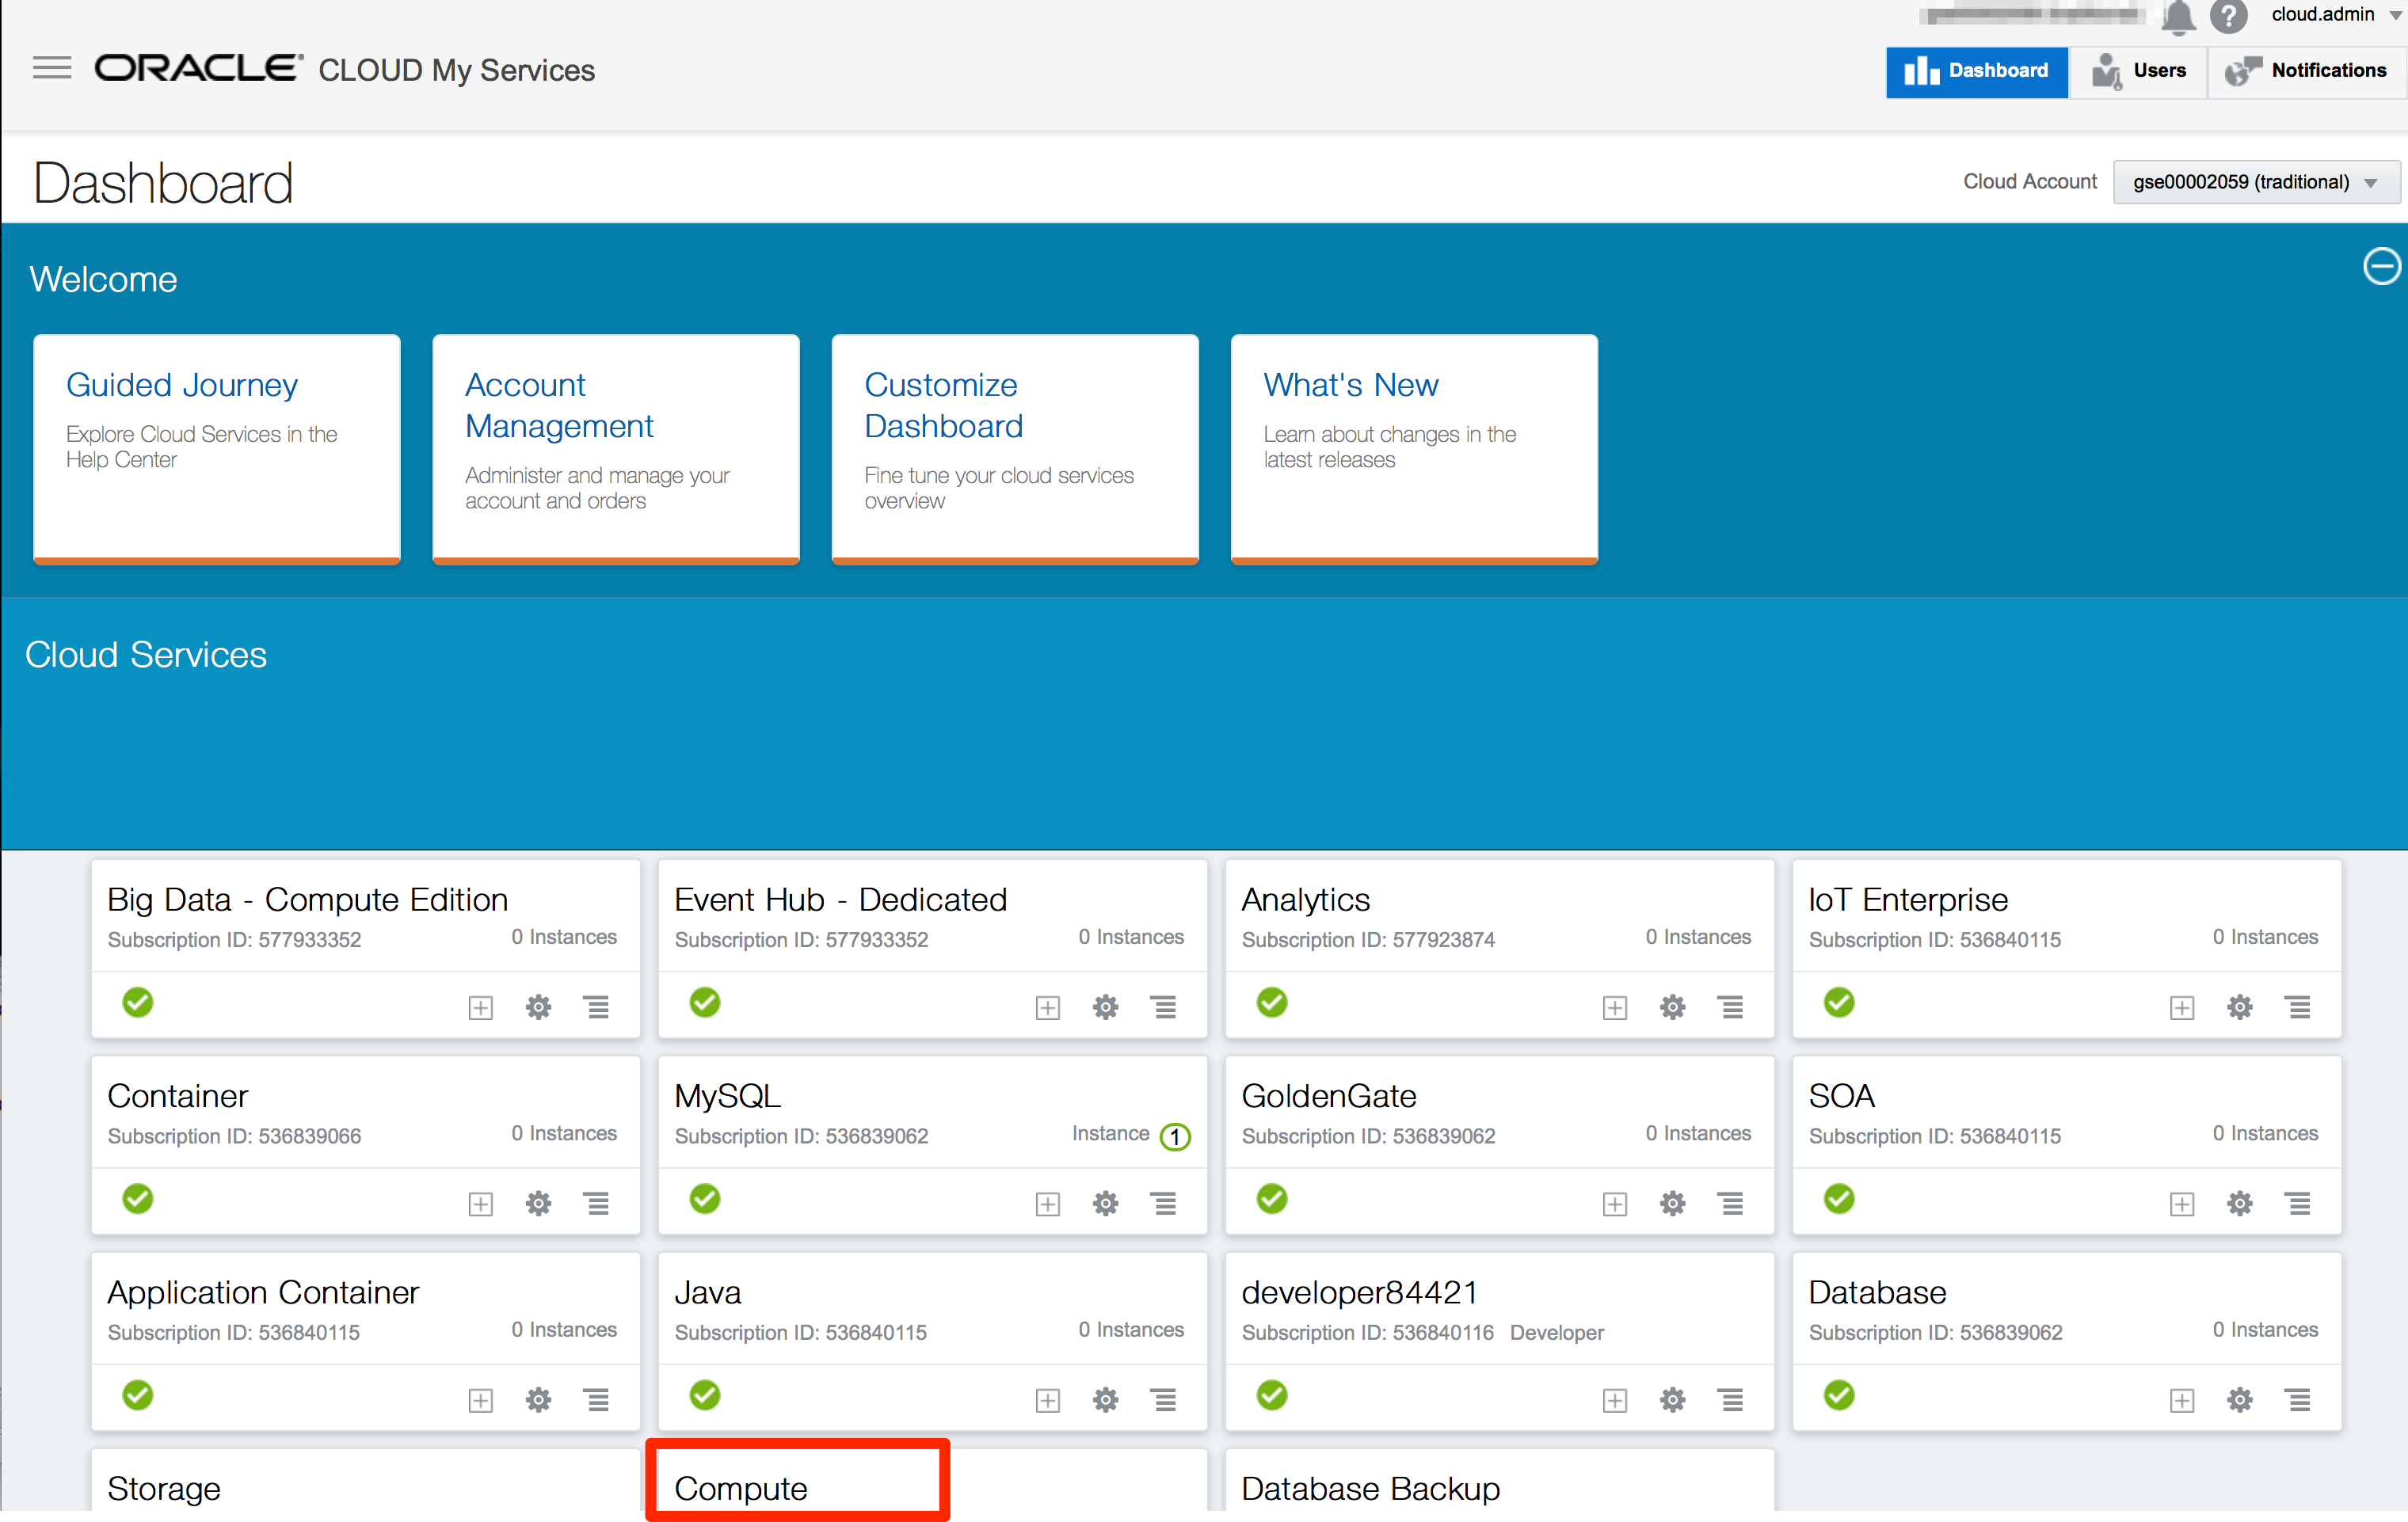 cloud.admin
ORACLE® CLOUD My Services
Dashboard
Users
Notifications
Dashboard
Cloud Account
gse00002059 (traditional)
Welcome
Guided Journey
Explore Cloud Services in the
Help Center
Account
Management
Administer and manage your
account and orders
Customize
Dashboard
Fine tune your cloud services
overview
What's New
Learn about changes in the
latest releases
Cloud Services
Big Data - Compute Edition
Subscription ID: 577933352
0 Instances
Event Hub - Dedicated
Subscription ID: 577933352
0 Instances
Analytics
Subscription ID: 577923874
0 Instances
IoT Enterprise
Subscription ID: 536840115
0 Instances
Container
Subscription ID: 536839066
0 Instances
MySQL
Subscription ID: 536839062
Instance 1
GoldenGate
Subscription ID: 536839062
0 Instances
SOA
Subscription ID: 536840115
0 Instances
Application Container
Subscription ID: 536840115
0 Instances
Java
Subscription ID: 536840115
0 Instances
developer84421
Subscription ID: 536840116 Developer
Database
Subscription ID: 536839062
0 Instances
Storage
Compute
Database Backup